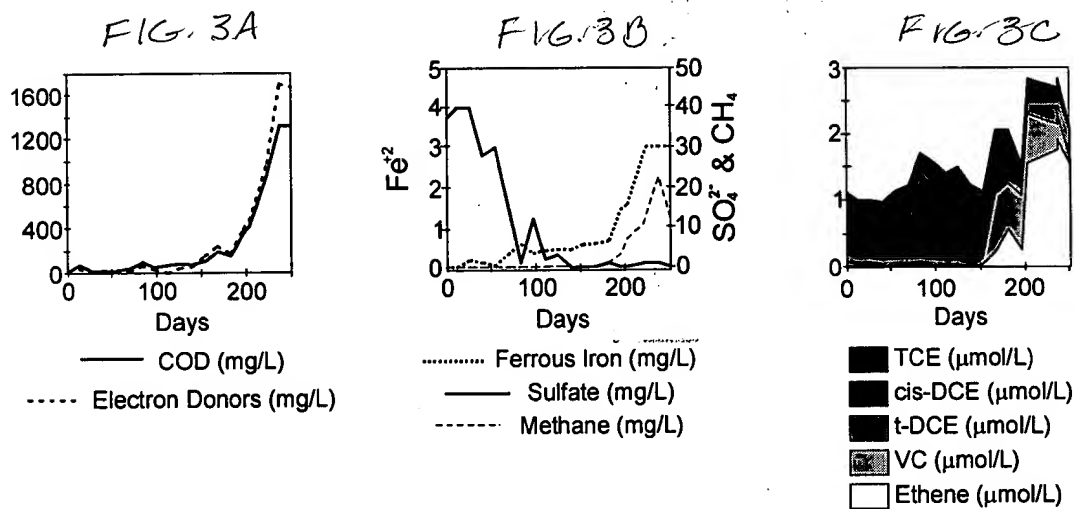 FIG. 3A
1600
1200
800
400
0
0 100 200
Days
COD (mg/L)
Electron Donors (mg/L)
FIG. 3B
5
4
3
2
1
0
Fe+2
50
40
30
20
10
0
SO4 2- & CH4
0 100 200
Days
Ferrous Iron (mg/L)
Sulfate (mg/L)
Methane (mg/L)
FIG. 3C
3
2
1
0
0 100 200
Days
TCE (μmol/L)
cis-DCE (μmol/L)
t-DCE (μmol/L)
VC (μmol/L)
Ethene (μmol/L)